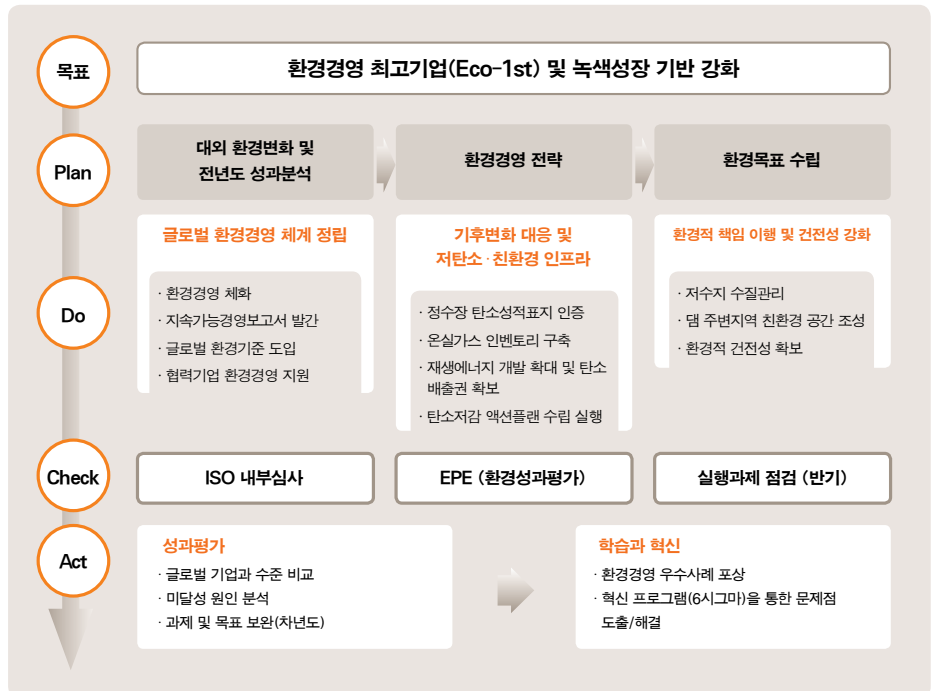 목표
환경경영 최고기업(Eco-1st) 및 녹색성장 기반 강화
Plan
대외 환경변화 및
전년도 성과분석
환경경영 전략
환경목표 수립
Do
글로벌 환경경영 체계 정립
· 환경경영 체화
· 지속가능경영보고서 발간
· 글로벌 환경기준 도입
· 협력기업 환경경영 지원
기후변화 대응 및
저탄소·친환경 인프라
· 정수장 탄소성적표지 인증
· 온실가스 인벤토리 구축
· 재생에너지 개발 확대 및 탄소
배출권 확보
· 탄소저감 액션플랜 수립 실행
환경적 책임 이행 및 건전성 강화
· 저수지 수질관리
· 댐 주변지역 친환경 공간 조성
· 환경적 건전성 확보
Check
ISO 내부심사
EPE (환경성과평가)
실행과제 점검 (반기)
Act
성과평가
· 글로벌 기업과 수준 비교
· 미달성 원인 분석
· 과제 및 목표 보완(차년도)
학습과 혁신
· 환경경영 우수사례 포상
· 혁신 프로그램(6시그마)을 통한 문제점
도출/해결